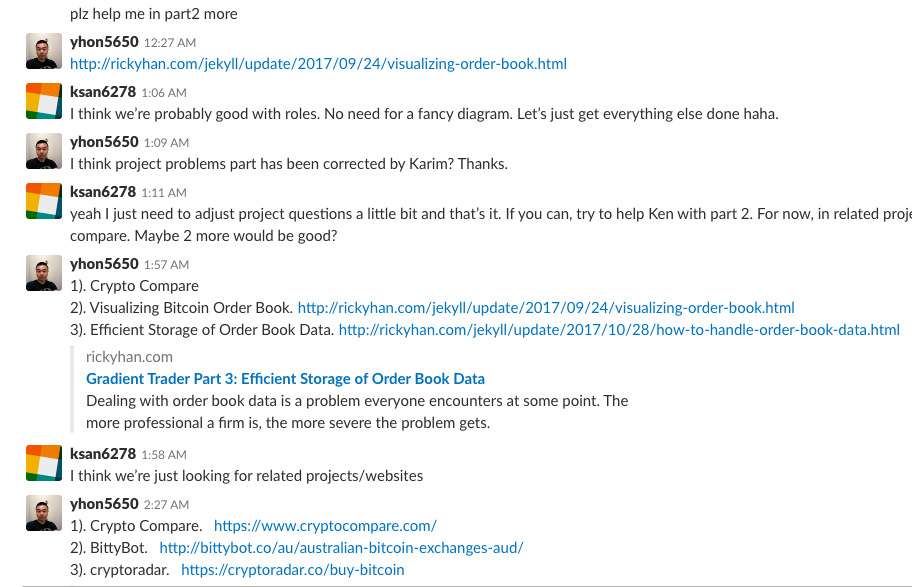 plz help me in part2 more
yhon5650 12:27 AM
http://rickyhan.com/jekyll/update/2017/09/24/visualizing-order-book.html
ksan6278 1:06 AM
I think we're probably good with roles. No need for a fancy diagram. Let's just get everything else done haha.
yhon5650 1:09 AM
I think project problems part has been corrected by Karim? Thanks.
ksan6278 1:11 AM
yeah I just need to adjust project questions a little bit and that's it. If you can, try to help Ken with part 2. For now, in related proje
compare. Maybe 2 more would be good?
yhon5650 1:57 AM
1). Crypto Compare
2). Visualizing Bitcoin Order Book. http://rickyhan.com/jekyll/update/2017/09/24/visualizing-order-book.html
3). Efficient Storage of Order Book Data. http://rickyhan.com/jekyll/update/2017/10/28/how-to-handle-order-book-data.html
rickyhan.com
Gradient Trader Part 3: Efficient Storage of Order Book Data
Dealing with order book data is a problem everyone encounters at some point. The
more professional a firm is, the more severe the problem gets.
ksan6278 1:58 AM
I think we're just looking for related projects/websites
yhon5650 2:27 AM
1). Crypto Compare. https://www.cryptocompare.com/
2). BittyBot. http://bittybot.co/au/australian-bitcoin-exchanges-aud/
3). cryptoradar. https://cryptoradar.co/buy-bitcoin